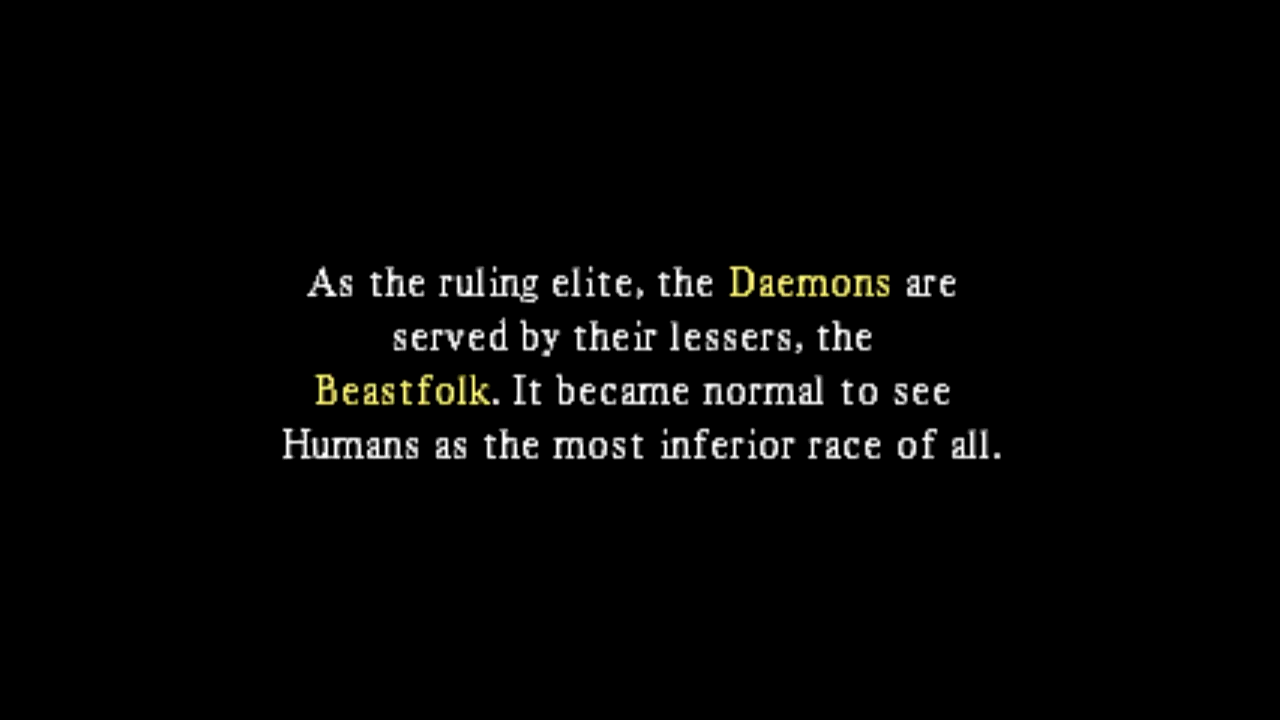 As the ruling elite, the Daemons are
served by their lessers, the
Beastfolk. It became normal to see
Humans as the most inferior race of all.